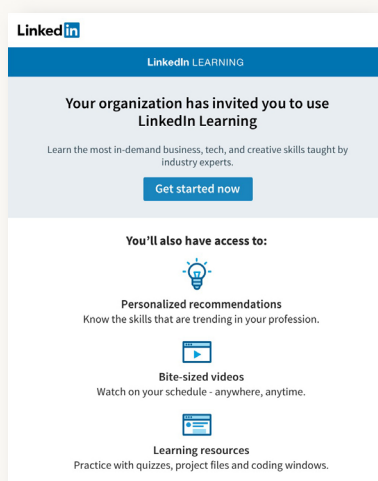 Linked in
LinkedIn LEARNING
Your organization has invited you to use
LinkedIn Learning
Learn the most in-demand business, tech, and creative skills taught by
industry experts.
Get started now
You'll also have access to:
Personalized recommendations
Know the skills that are trending in your profession.
Bite-sized videos
Watch on your schedule - anywhere, anytime.
Learning resources
Practice with quizzes, project files and coding windows.